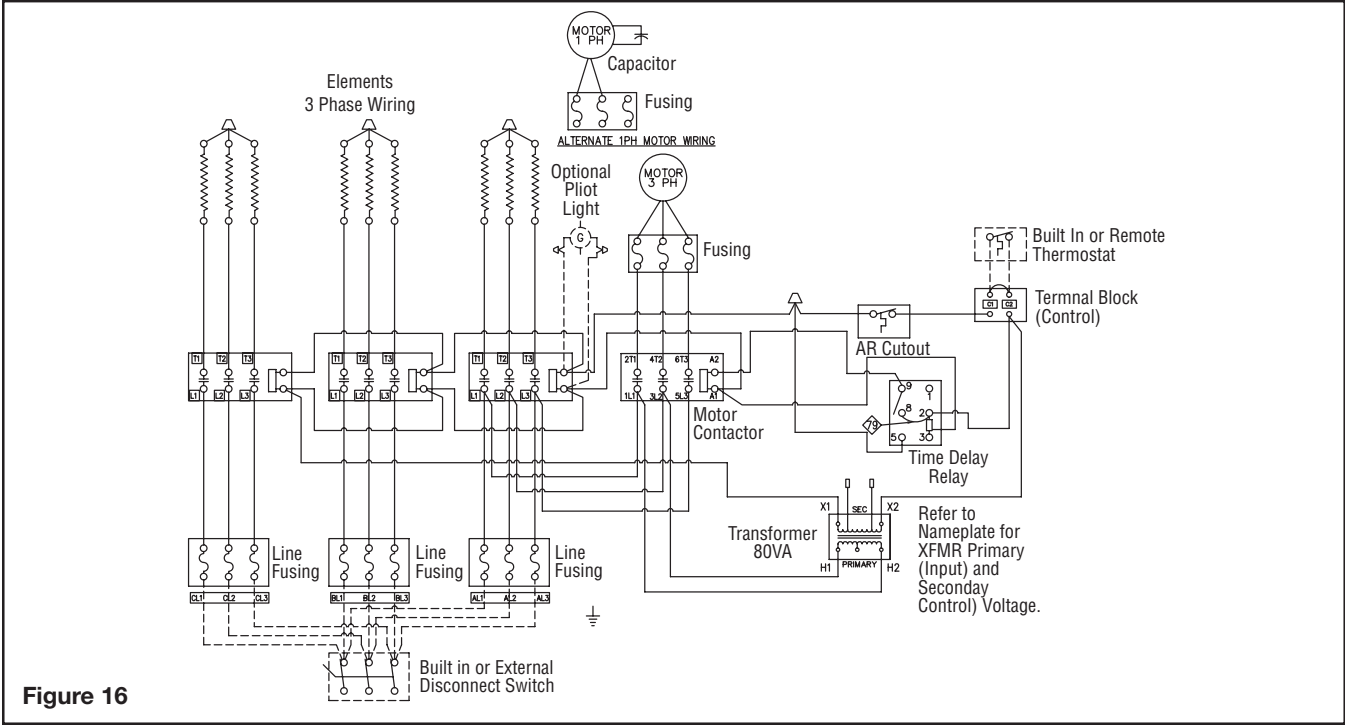 MOTOR
1 PH
Capacitor
Fusing
ALTERNATE 1PH MOTOR WIRING
Elements
3 Phase Wiring
Optional
Pliot
Light
G
MOTOR
3 PH
Fusing
Built In or Remote
Thermostat
C1 C2
Termnal Block
(Control)
AR Cutout
T1 T2 T3
L1 L2 L3
T1 T2 T3
L1 L2 L3
T1 T2 T3
L1 L2 L3
2T1 4T2 6T3 A2
1L1 3L2 5L3 A1
Motor
Contactor
9 1
8 2
5 3
79
Time Delay
Relay
X1 SEC X2
Transformer
80VA
H1 PRIMARY H2
Refer to
Nameplate for
XFMR Primary
(Input) and
Seconday
Control) Voltage.
Line
Fusing
Line
Fusing
Line
Fusing
CL1 CL2 CL3
BL1 BL2 BL3
AL1 AL2 AL3
Built in or External
Disconnect Switch
Figure 16